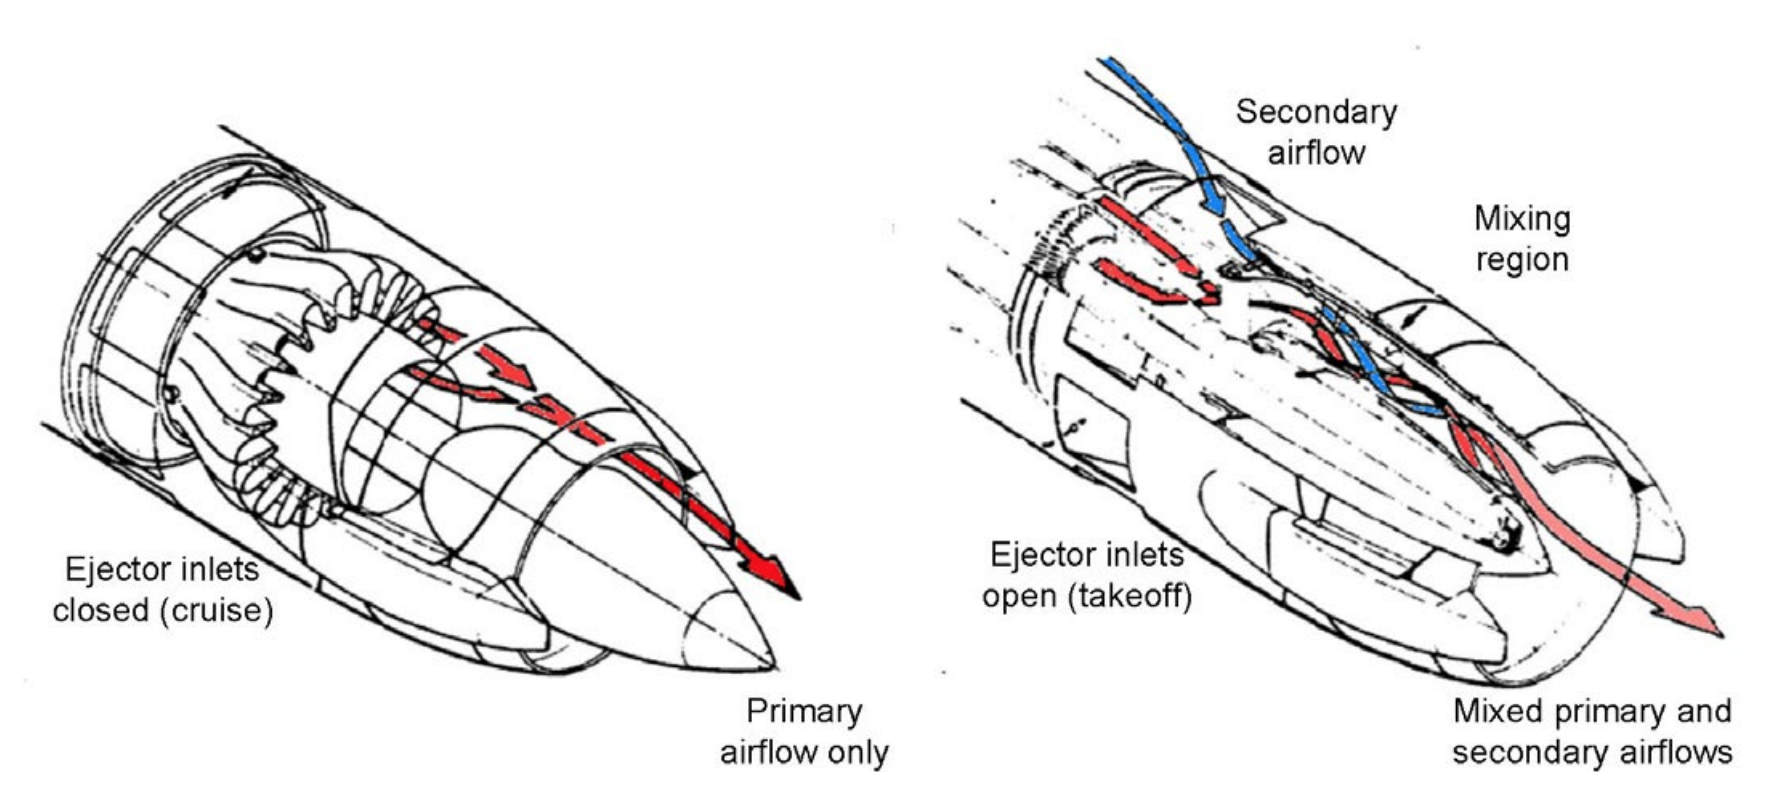 Ejector inlets
closed (cruise)
Primary
airflow only
Secondary
airflow
Mixing
region
Ejector inlets
open (takeoff)
Mixed primary and
secondary airflows